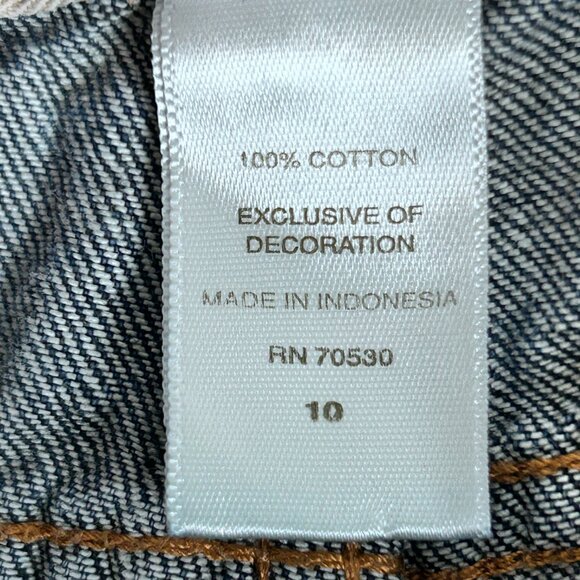 100% COTTON
EXCLUSIVE OF
DECORATION
MADE IN INDONESIA
RN 70530
10